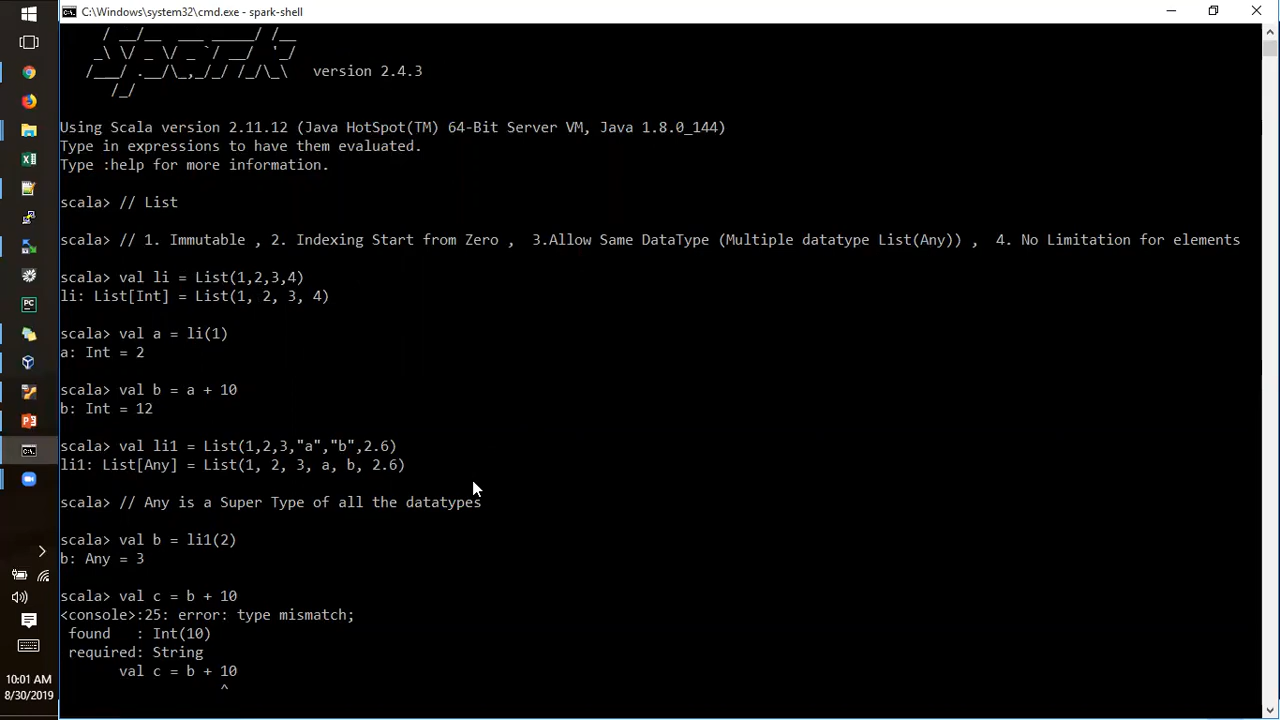 C:\Windows\system32\cmd.exe - spark-shell
version 2.4.3
Using Scala version 2.11.12 (Java HotSpot(TM) 64-Bit Server VM, Java 1.8.0_144)
Type in expressions to have them evaluated.
Type :help for more information.
scala> // List
scala> // 1. Immutable , 2. Indexing Start from Zero ,  3.Allow Same DataType (Multiple datatype List(Any)) ,  4. No Limitation for elements
scala> val li = List(1,2,3,4)
li: List[Int] = List(1, 2, 3, 4)
scala> val a = li(1)
a: Int = 2
scala> val b = a + 10
b: Int = 12
scala> val li1 = List(1,2,3,"a","b",2.6)
li1: List[Any] = List(1, 2, 3, a, b, 2.6)
scala> // Any is a Super Type of all the datatypes
scala> val b = li1(2)
b: Any = 3
scala> val c = b + 10
<console>:25: error: type mismatch;
 found   : Int(10)
 required: String
       val c = b + 10
                   ^
10:01 AM
8/30/2019